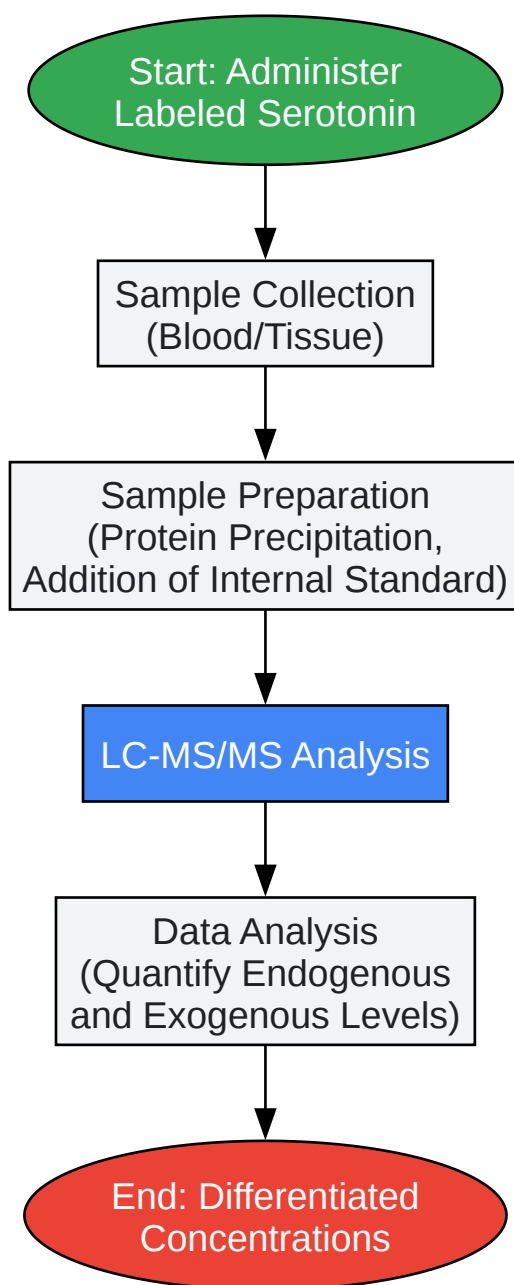 Start: Administer
Labeled Serotonin
Sample Collection
(Blood/Tissue)
Sample Preparation
(Protein Precipitation,
Addition of Internal Standard)
LC-MS/MS Analysis
Data Analysis
(Quantify Endogenous
and Exogenous Levels)
End: Differentiated
Concentrations